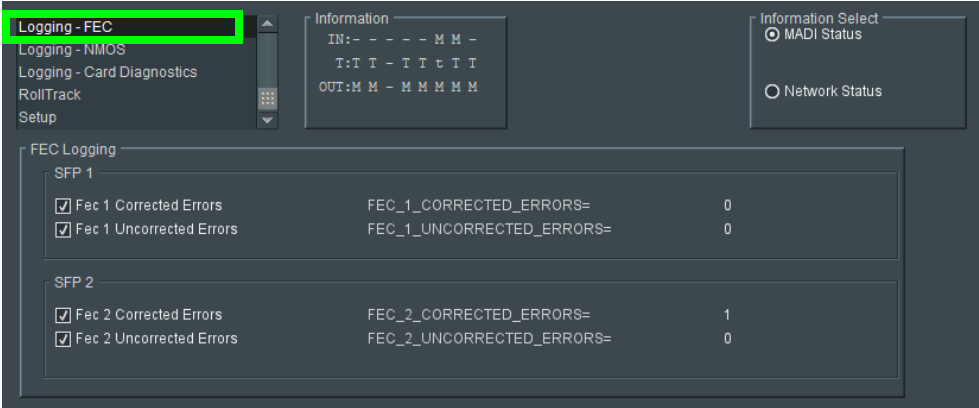 Logging - FEC
Logging - NMOS
Logging - Card Diagnostics
RollTrack
Setup
Information
IN:- - - - - M M -
T:T T - T T t T T
OUT:M M - M M M M M
Information Select
MADI Status
Network Status
FEC Logging
SFP 1
Fec 1 Corrected Errors FEC_1_CORRECTED_ERRORS= 0
Fec 1 Uncorrected Errors FEC_1_UNCORRECTED_ERRORS= 0
SFP 2
Fec 2 Corrected Errors FEC_2_CORRECTED_ERRORS= 1
Fec 2 Uncorrected Errors FEC_2_UNCORRECTED_ERRORS= 0